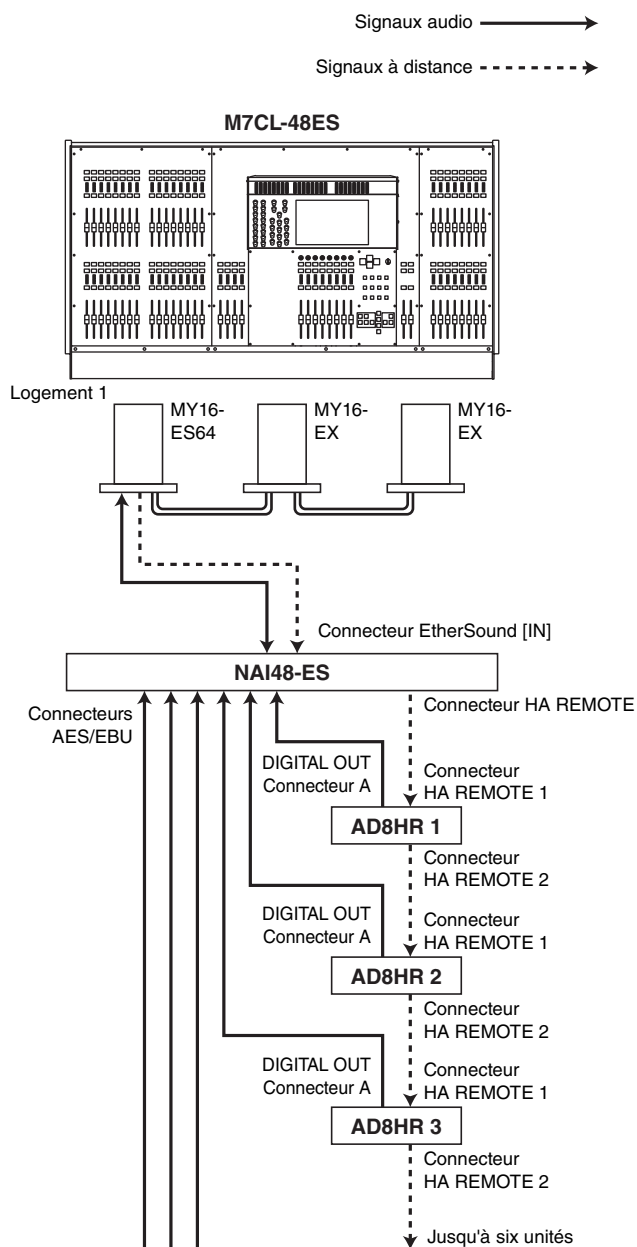 Signaux audio
Signaux à distance
M7CL-48ES
Logement 1
MY16-
ES64
MY16-
EX
MY16-
EX
Connecteur EtherSound [IN]
NAI48-ES
Connecteurs
AES/EBU
Connecteur HA REMOTE
DIGITAL OUT
Connecteur A
Connecteur
HA REMOTE 1
AD8HR 1
Connecteur
HA REMOTE 2
DIGITAL OUT
Connecteur A
Connecteur
HA REMOTE 1
AD8HR 2
Connecteur
HA REMOTE 2
DIGITAL OUT
Connecteur A
Connecteur
HA REMOTE 1
AD8HR 3
Connecteur
HA REMOTE 2
Jusqu'à six unités